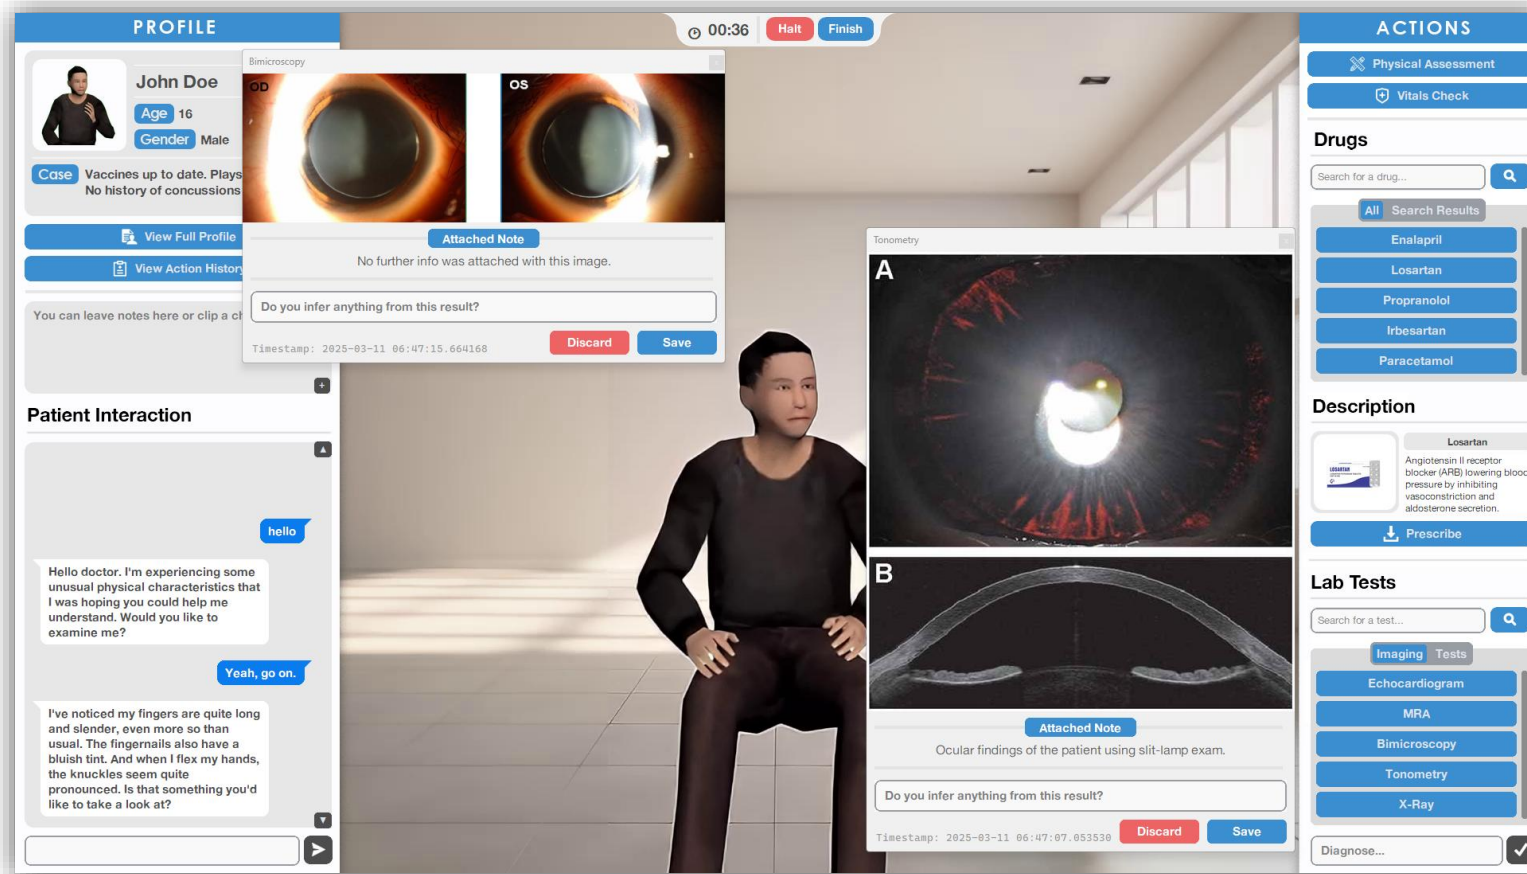 PROFILE
John Doe
Age 16
Gender Male
Case Vaccines up to date. Plays
No history of concussions
View Full Profile
View Action History
You can leave notes here or clip a ch
+
Patient Interaction
hello
Hello doctor. I'm experiencing some
unusual physical characteristics that
I was hoping you could help me
understand. Would you like to
examine me?
Yeah, go on.
I've noticed my fingers are quite long
and slender, even more so than
usual. The fingernails also have a
bluish tint. And when I flex my hands,
the knuckles seem quite
pronounced. Is that something you'd
like to take a look at?
00:36 Halt Finish
Bimicroscopy
OD OS
Attached Note
No further info was attached with this image.
Do you infer anything from this result?
Timestamp: 2025-03-11 06:47:15.664168 Discard Save
Tonometry
A
B
Attached Note
Ocular findings of the patient using slit-lamp exam.
Do you infer anything from this result?
Timestamp: 2025-03-11 06:47:07.053530 Discard Save
ACTIONS
Physical Assessment
Vitals Check
Drugs
Search for a drug...
All Search Results
Enalapril
Losartan
Propranolol
Irbesartan
Paracetamol
Description
LOSARTAN
Losartan
Angiotensin II receptor
blocker (ARB) lowering blood
pressure by inhibiting
vasoconstriction and
aldosterone secretion.
Prescribe
Lab Tests
Search for a test...
Imaging Tests
Echocardiogram
MRA
Bimicroscopy
Tonometry
X-Ray
Diagnose...